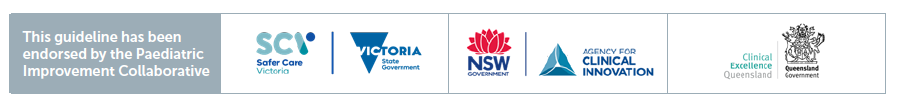 This guideline has been
endorsed by the Paediatric
Improvement Collaborative
SCV
Safer Care
Victoria
VICTORIA
State
Government
NSW
GOVERNMENT
AGENCY FOR
CLINICAL
INNOVATION
Clinical
Excellence
Queensland
Queensland
Government